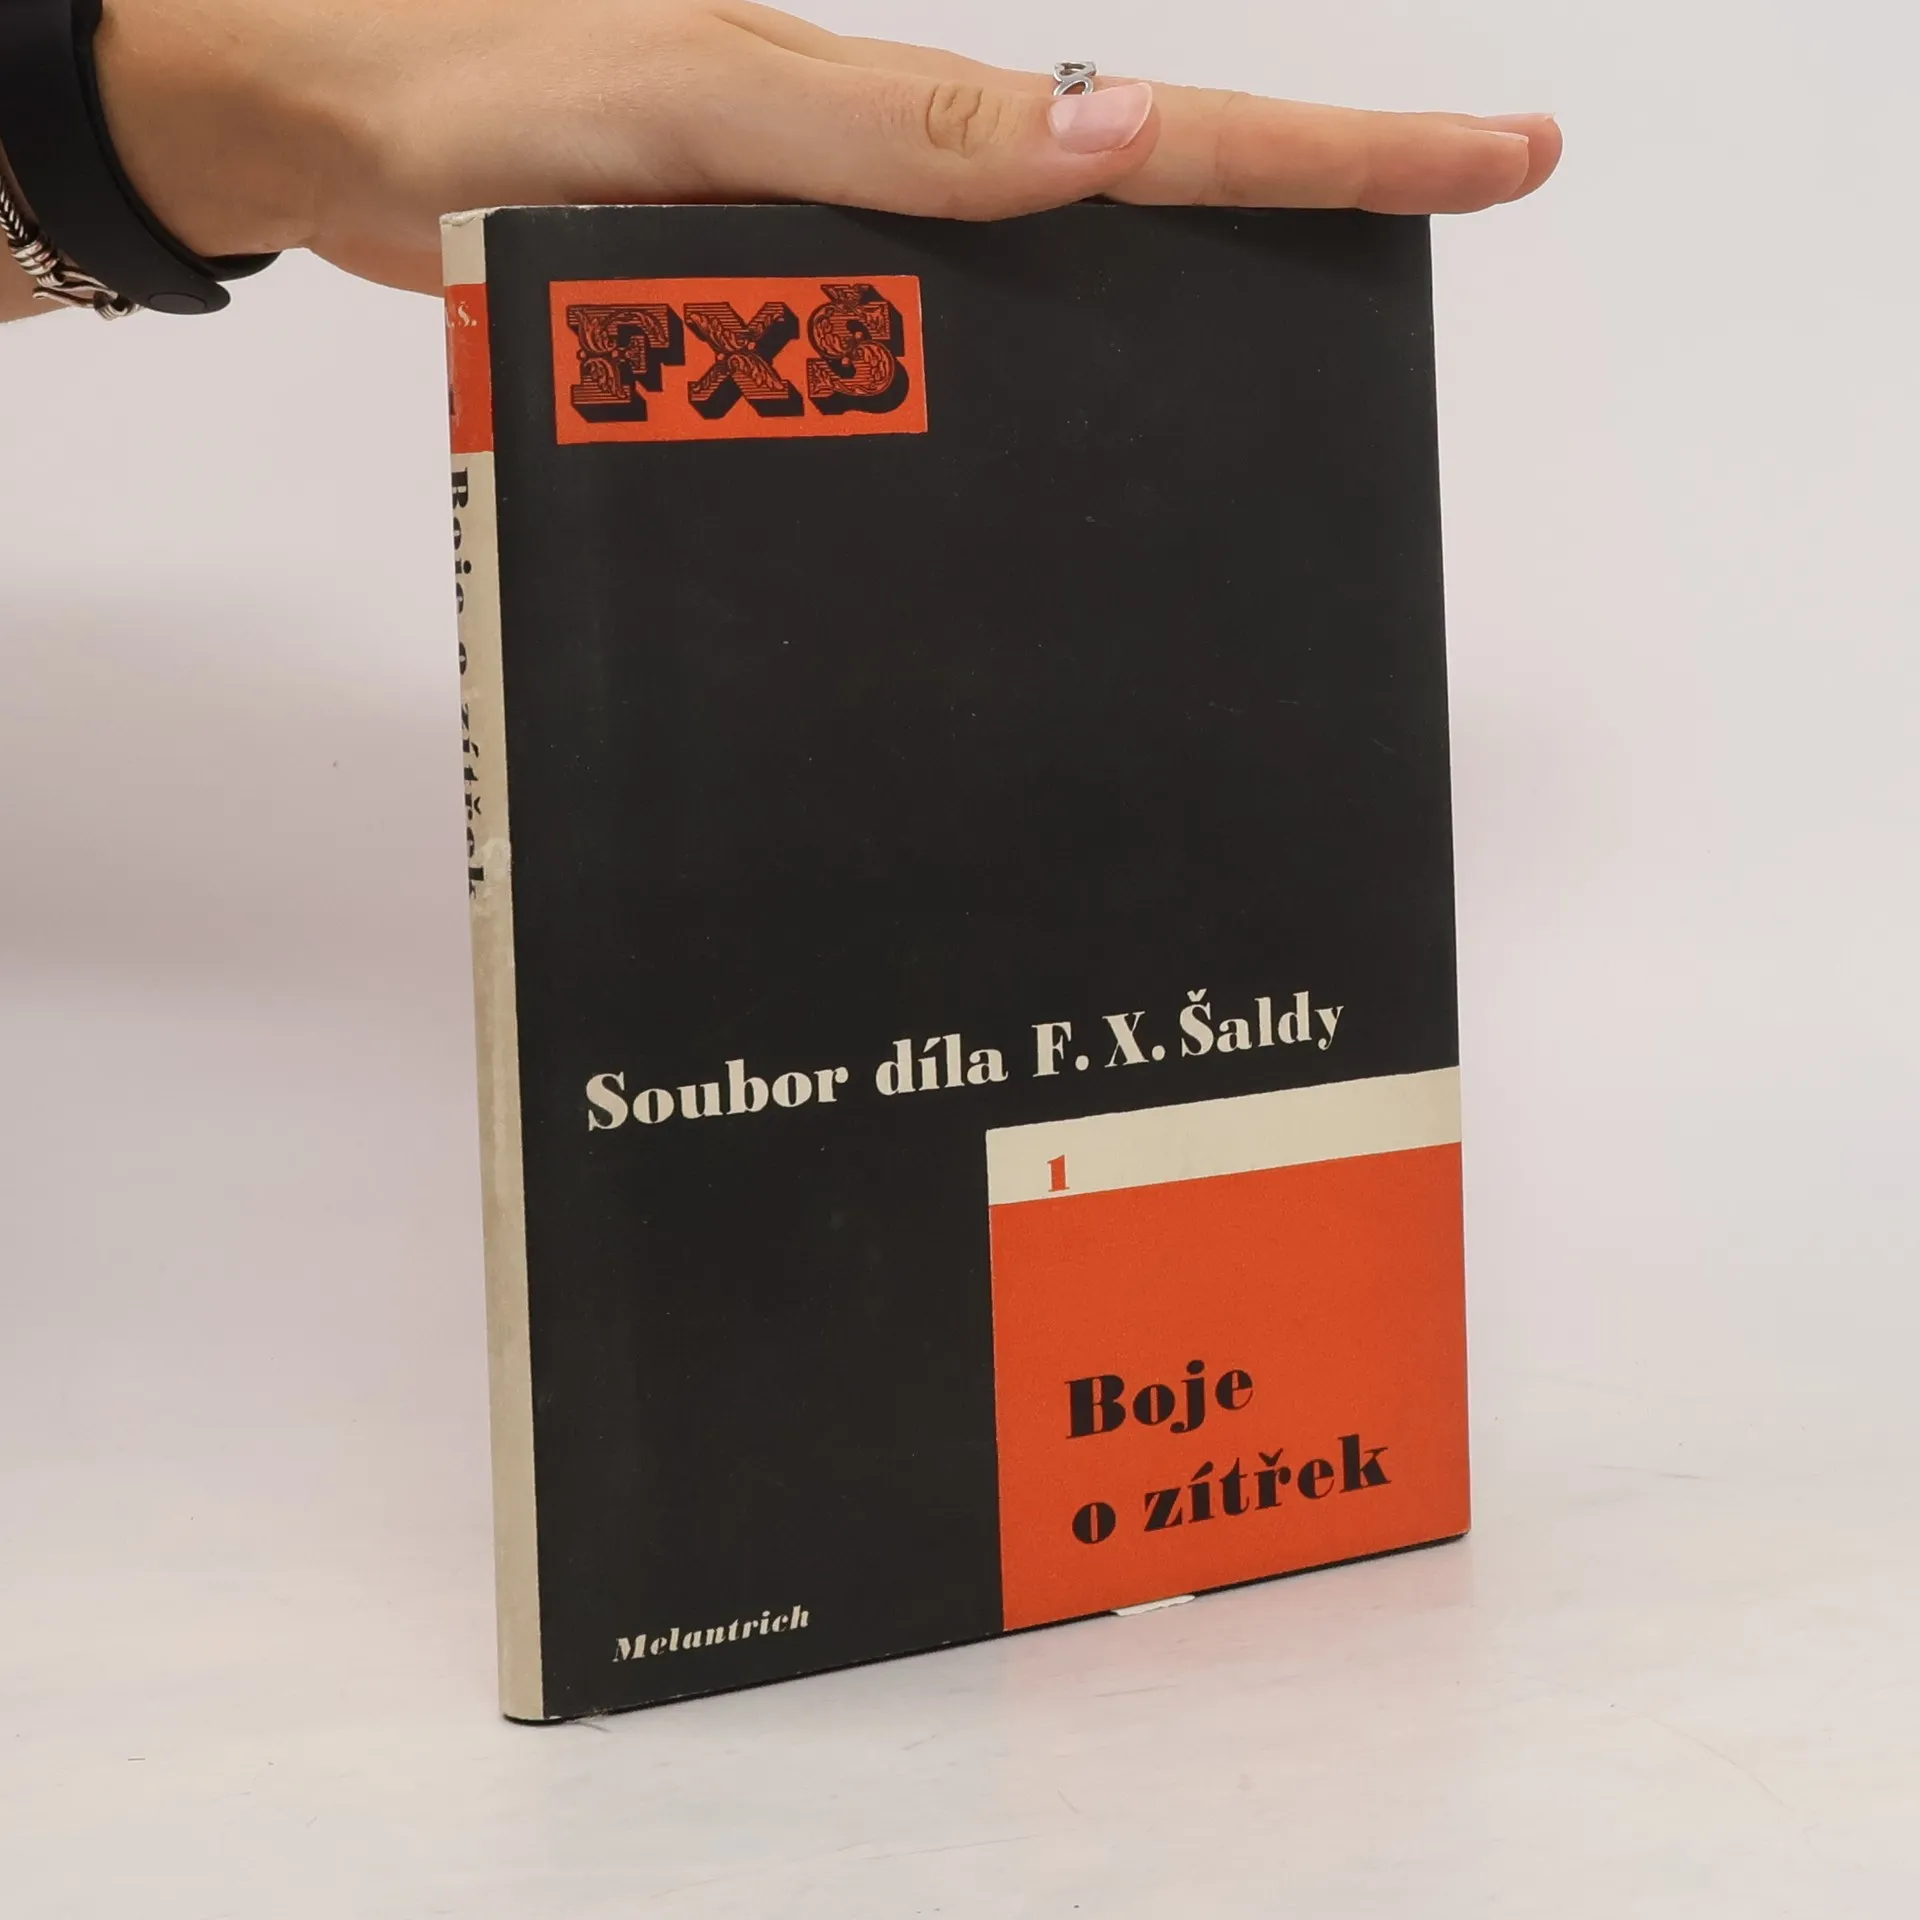 FXŠ
Š.
Boje o zítřek
Soubor díla F. X. Šaldy
1
Boje
o zítřek
Melantrich